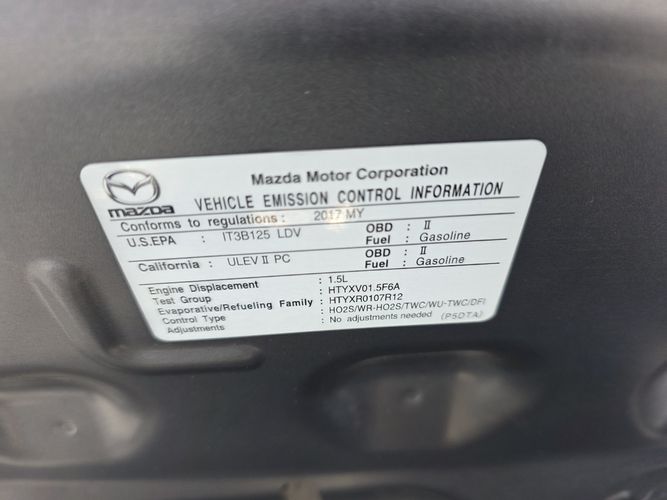 Mazda Motor Corporation
mazda
VEHICLE EMISSION CONTROL INFORMATION
Conforms to regulations : 2017 MY
U.S.EPA : IT3B125 LDV OBD : II
Fuel : Gasoline
California : ULEV II PC OBD : II
Fuel : Gasoline
Engine Displacement : 1.5L
Test Group : HTYXV01.5F6A
Evaporative/Refueling Family : HTYXR0107R12
Control Type : HO2S/WR-HO2S/TWC/WU-TWC/DFI
Adjustments : No adjustments needed (P5DTA)